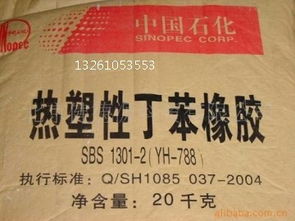 中国石化
Sinopec
SINOPEC CORP.
13261053553
热塑性丁苯橡胶
SBS 1301-2(YH-788)
执行标准：Q/SH1085 037-2004
净含量：20千克